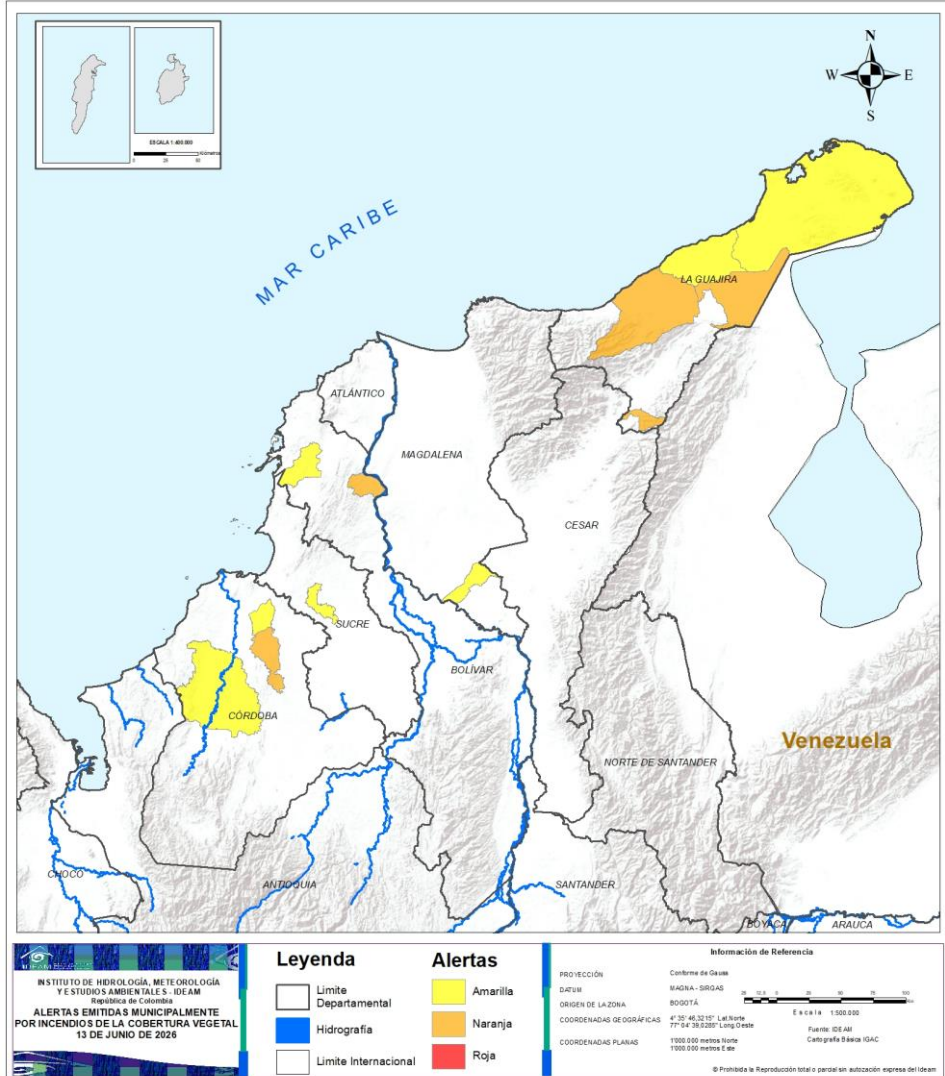 N
W E
S
ESCALA 1:400.000
MAR CARIBE
LA GUAJIRA
ATLÁNTICO
MAGDALENA
CESAR
SUCRE
BOLÍVAR
CÓRDOBA
Venezuela
NORTE DE SANTANDER
CHOCÓ
ANTIOQUIA
SANTANDER
BOYACÁ
ARAUCA
IDEAM
INSTITUTO DE HIDROLOGÍA, METEOROLOGÍA
Y ESTUDIOS AMBIENTALES - IDEAM
República de Colombia
ALERTAS EMITIDAS MUNICIPALMENTE
POR INCENDIOS DE LA COBERTURA VEGETAL
13 DE JUNIO DE 2026
Leyenda
Limite
Departamental
Hidrografía
Limite Internacional
Alertas
Amarilla
Naranja
Roja
Información de Referencia
PROYECCIÓN Conforme de Gauss
DATUM MAGNA - SIRGAS
ORIGEN DE LA ZONA BOGOTÁ
COORDENADAS GEOGRÁFICAS 4° 35' 46,3215" Lat.Norte
77° 04' 39,0285" Long.Oeste
COORDENADAS PLANAS 1'000.000 metros Norte
1'000.000 metros Este
Escala 1:500.000
Fuente: IDEAM
Cartografía Básica IGAC
© Prohibida la Reproducción total o parcial sin autozación expresa del Ideam